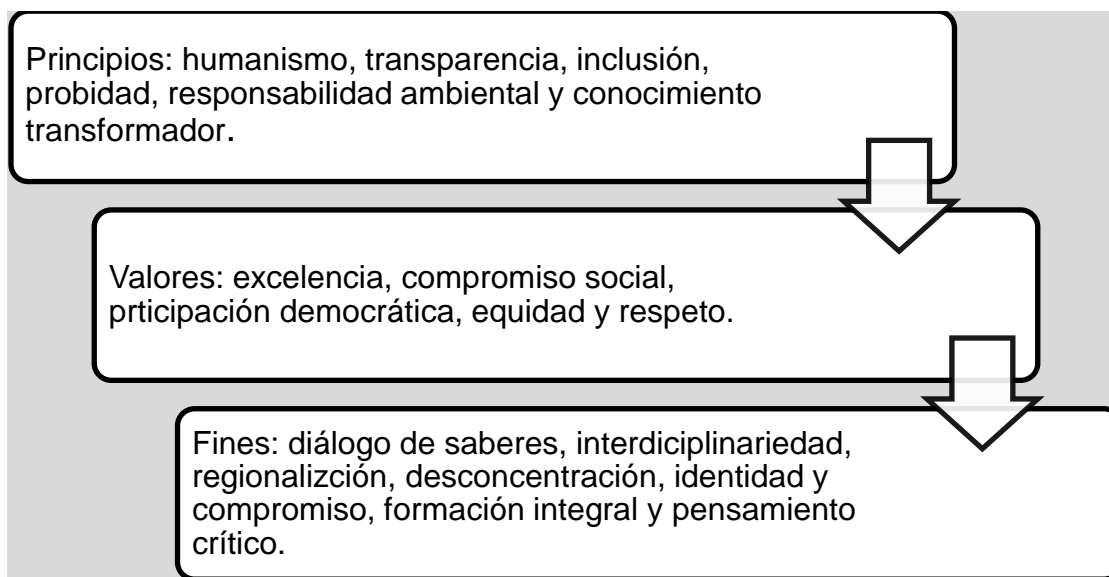 Principios: humanismo, transparencia, inclusión,
probidad, responsabilidad ambiental y conocimiento
transformador.
Valores: excelencia, compromiso social,
prticipación democrática, equidad y respeto.
Fines: diálogo de saberes, interdiciplinariedad,
regionalizción, desconcentración, identidad y
compromiso, formación integral y pensamiento
crítico.